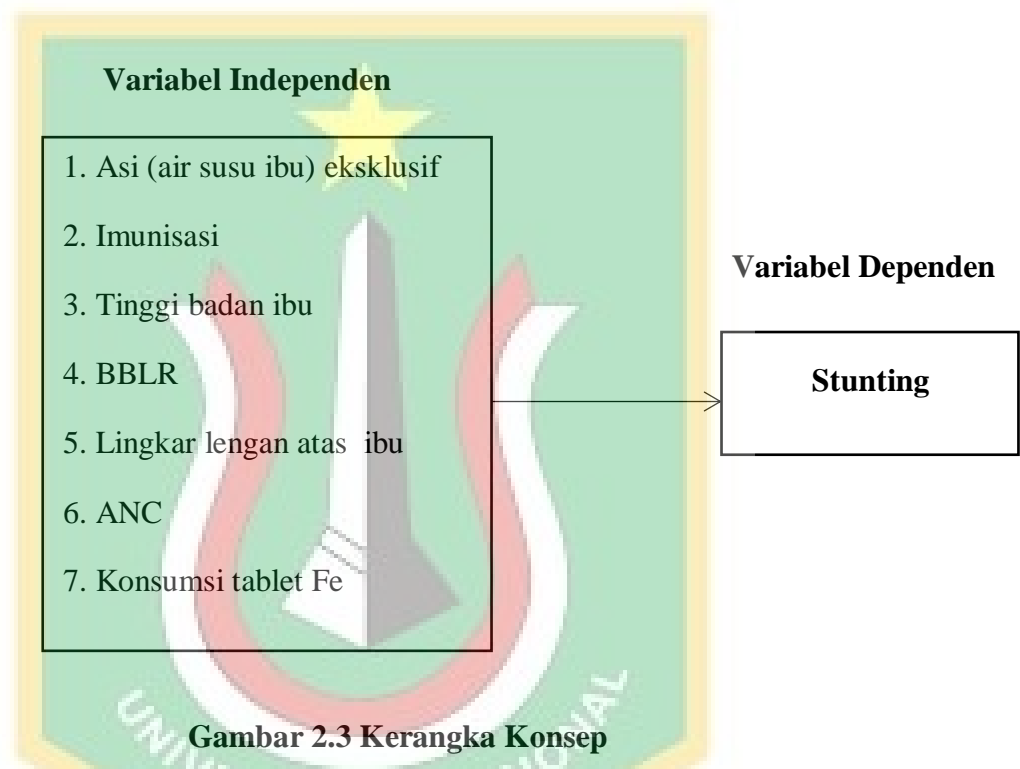 Variabel Independen
1. Asi (air susu ibu) eksklusif
2. Imunisasi
3. Tinggi badan ibu
4. BBLR
5. Lingkar lengan atas ibu
6. ANC
7. Konsumsi tablet Fe
Variabel Dependen
Stunting
Gambar 2.3 Kerangka Konsep